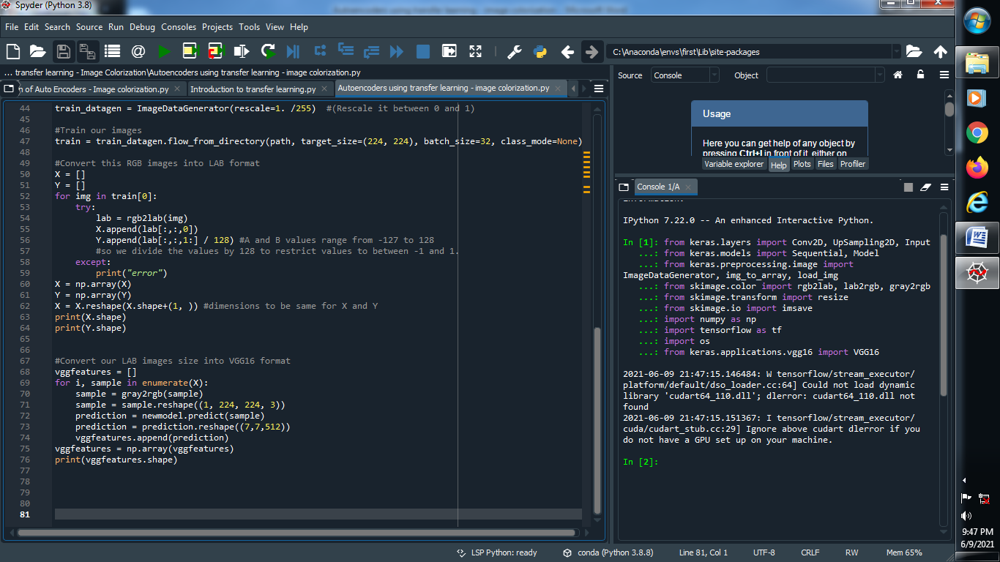 Spyder (Python 3.8)
File Edit Search Source Run Debug Consoles Projects Tools View Help
C:\Anaconda\envs\first\Lib\site-packages
... transfer learning - Image Colorization\Autoencoders using transfer learning - image colorization.py
Source Console Object
n of Auto Encoders - Image colorization.py Introduction to transfer learning.py Autoencoders using transfer learning - image colorization.py
44 train_datagen = ImageDataGenerator(rescale=1. /255)  #(Rescale it between 0 and 1)
45
46 #Train our images
47 train = train_datagen.flow_from_directory(path, target_size=(224, 224), batch_size=32, class_mode=None)
48
49 #Convert this RGB images into LAB format
50 X = []
51 Y = []
52 for img in train[0]:
53     try:
54         lab = rgb2lab(img)
55         X.append(lab[:,:,0])
56         Y.append(lab[:,:,1:] / 128) #A and B values range from -127 to 128
57         #so we divide the values by 128 to restrict values to between -1 and 1.
58     except:
59         print("error")
60 X = np.array(X)
61 Y = np.array(Y)
62 X = X.reshape(X.shape+(1, )) #dimensions to be same for X and Y
63 print(X.shape)
64 print(Y.shape)
65
66
67 #Convert our LAB images size into VGG16 format
68 vggfeatures = []
69 for i, sample in enumerate(X):
70     sample = gray2rgb(sample)
71     sample = sample.reshape((1, 224, 224, 3))
72     prediction = newmodel.predict(sample)
73     prediction = prediction.reshape((7,7,512))
74     vggfeatures.append(prediction)
75 vggfeatures = np.array(vggfeatures)
76 print(vggfeatures.shape)
77
78
79
80
81
Usage
Here you can get help of any object by
pressing Ctrl+I in front of it, either on
Variable explorer Help Plots Files Profiler
Console 1/A
information.
IPython 7.22.0 -- An enhanced Interactive Python.
In [1]: from keras.layers import Conv2D, UpSampling2D, Input
   ...: from keras.models import Sequential, Model
   ...: from keras.preprocessing.image import
ImageDataGenerator, img_to_array, load_img
   ...: from skimage.color import rgb2lab, lab2rgb, gray2rgb
   ...: from skimage.transform import resize
   ...: from skimage.io import imsave
   ...: import numpy as np
   ...: import tensorflow as tf
   ...: import os
   ...: from keras.applications.vgg16 import VGG16
2021-06-09 21:47:15.146484: W tensorflow/stream_executor/
platform/default/dso_loader.cc:64] Could not load dynamic
library 'cudart64_110.dll'; dlerror: cudart64_110.dll not
found
2021-06-09 21:47:15.151367: I tensorflow/stream_executor/
cuda/cudart_stub.cc:29] Ignore above cudart dlerror if you
do not have a GPU set up on your machine.
In [2]:
LSP Python: ready conda (Python 3.8.8) Line 81, Col 1 UTF-8 CRLF RW Mem 65%
9:47 PM
6/9/2021